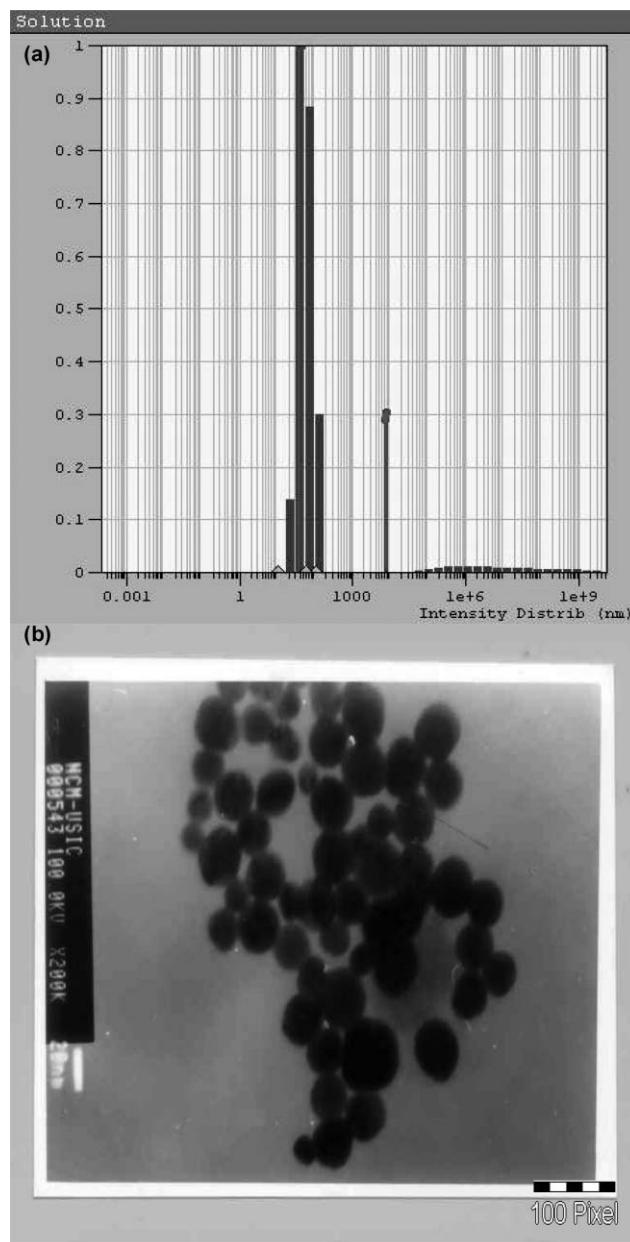 Solution
(a)
1
0.9
0.8
0.7
0.6
0.5
0.4
0.3
0.2
0.1
0
0.001 1 1000 1e+6 1e+9
Intensity Distrib (nm)
(b)
MCM-USIC
000543 100.0KV X200K 20nm
100 Pixel